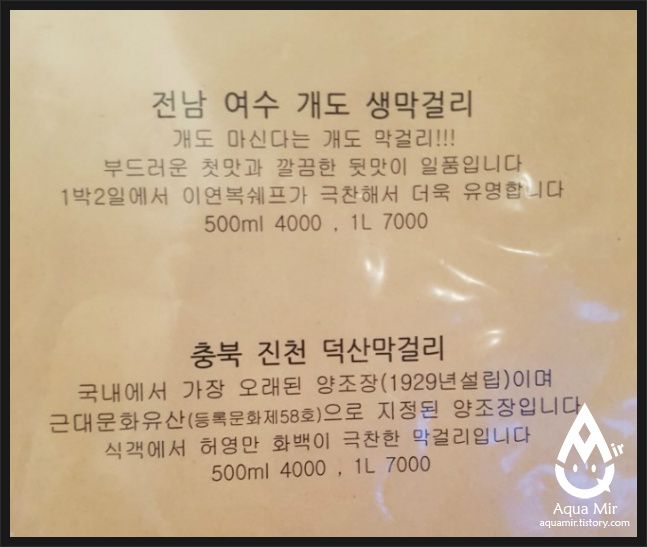 전남 여수 개도 생막걸리
개도 마신다는 개도 막걸리!!!
부드러운 첫맛과 깔끔한 뒷맛이 일품입니다
1박2일에서 이연복쉐프가 극찬해서 더욱 유명합니다
500ml 4000 , 1L 7000
충북 진천 덕산막걸리
국내에서 가장 오래된 양조장(1929년설립)이며
근대문화유산(등록문화제58호)으로 지정된 양조장입니다
식객에서 허영만 화백이 극찬한 막걸리입니다
500ml 4000 , 1L 7000
Aqua Mir
aquamir.tistory.com